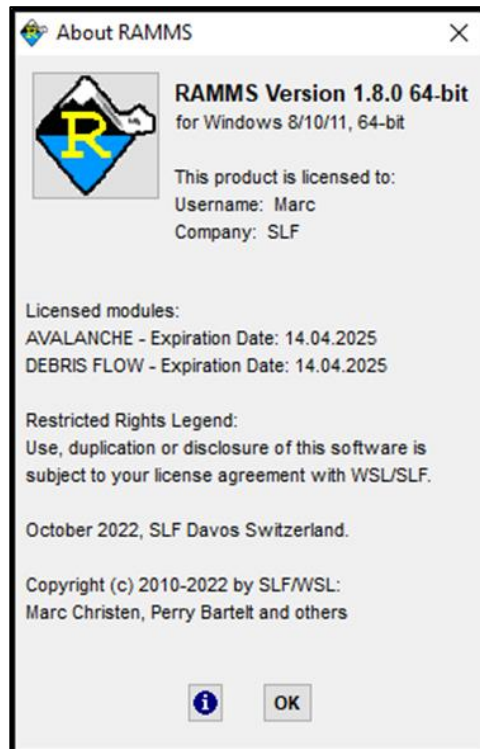 About RAMMS
R
RAMMS Version 1.8.0 64-bit
for Windows 8/10/11, 64-bit
This product is licensed to:
Username: Marc
Company: SLF
Licensed modules:
AVALANCHE - Expiration Date: 14.04.2025
DEBRIS FLOW - Expiration Date: 14.04.2025
Restricted Rights Legend:
Use, duplication or disclosure of this software is
subject to your license agreement with WSL/SLF.
October 2022, SLF Davos Switzerland.
Copyright (c) 2010-2022 by SLF/WSL:
Marc Christen, Perry Bartelt and others
i
OK